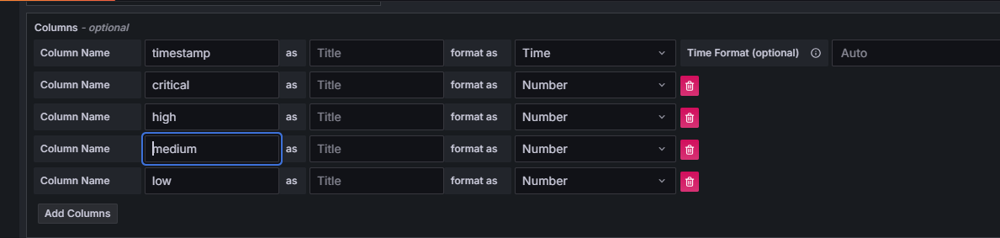 Columns - optional
Column Name timestamp as Title format as Time Time Format (optional) Auto
Column Name critical as Title format as Number
Column Name high as Title format as Number
Column Name medium as Title format as Number
Column Name low as Title format as Number
Add Columns